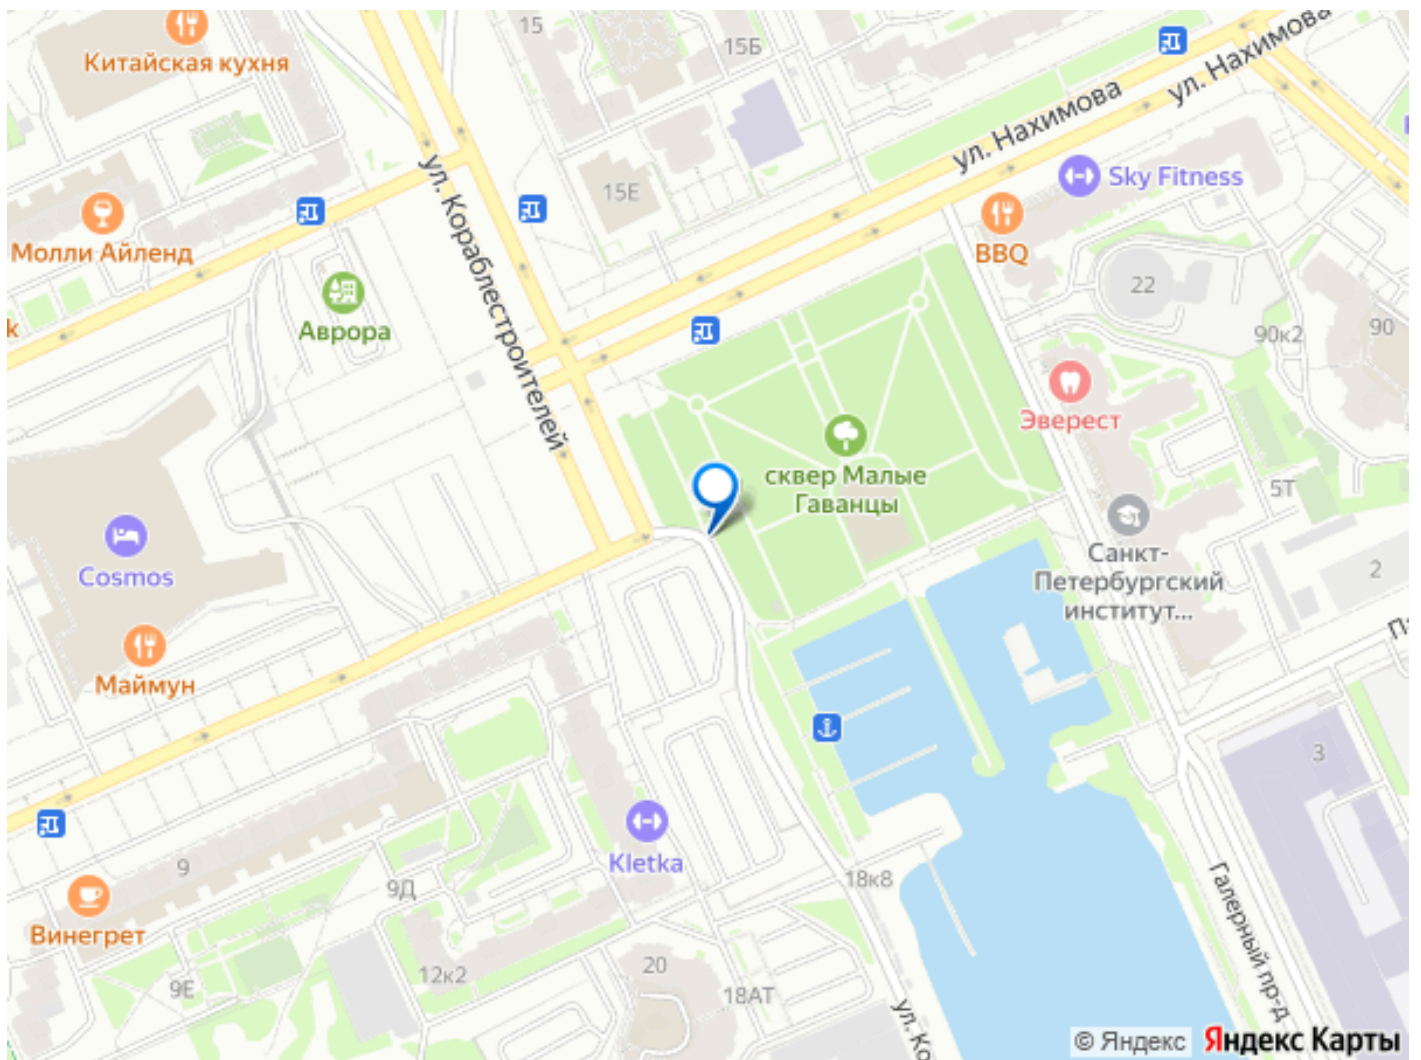 Китайская кухня
15
15Б
ул. Нахимова
ул. Нахимова
ул. Кораблестроителей
15Е
Sky Fitness
Молли Айленд
BBQ
22
Аврора
90к2
90
k
Эверест
сквер Малые
Гаванцы
5Т
Cosmos
Санкт-
Петербургский
институт...
2
Маймун
3
Kletka
9
9Д
18к8
Галерный пр-д
Винегрет
12к2
20
9Е
18АТ
ул. Ко
© Яндекс
Яндекс Карты